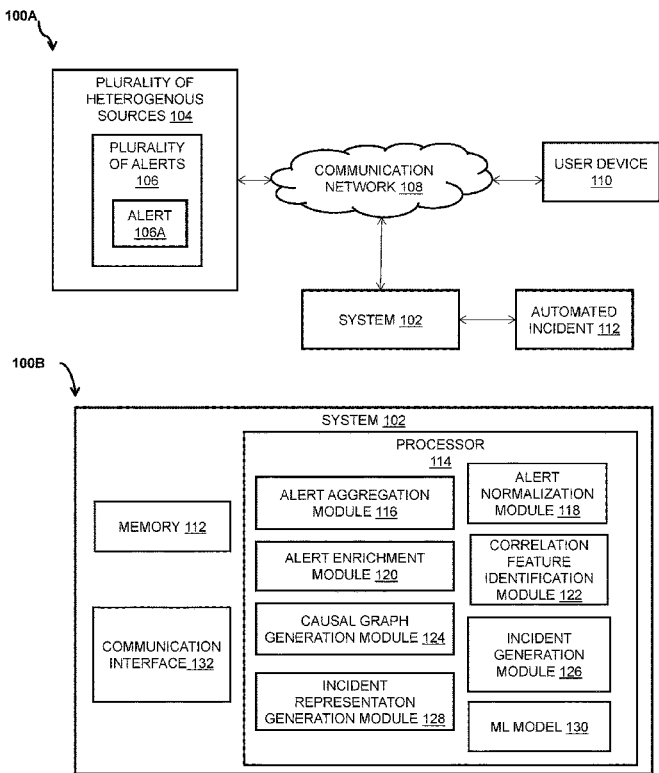 100A
PLURALITY OF
HETEROGENOUS
SOURCES 104
PLURALITY
OF ALERTS
106
ALERT
106A
COMMUNICATION
NETWORK 108
USER DEVICE
110
SYSTEM 102
AUTOMATED
INCIDENT 112
100B
SYSTEM 102
PROCESSOR
114
MEMORY 112
COMMUNICATION
INTERFACE 132
ALERT AGGREGATION
MODULE 116
ALERT
NORMALIZATION
MODULE 118
ALERT ENRICHMENT
MODULE 120
CORRELATION
FEATURE
IDENTIFICATION
MODULE 122
CAUSAL GRAPH
GENERATION MODULE 124
INCIDENT
GENERATION
MODULE 126
INCIDENT
REPRESENTATON
GENERATION MODULE 128
ML MODEL 130